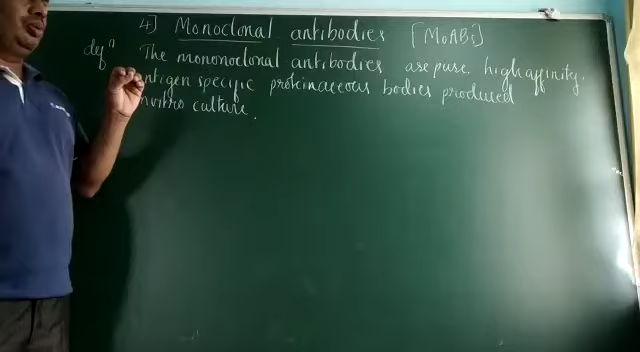 4] Monoclonal antibodies [MoABs]
defⁿ The mononoclonal antibodies are pure, high affinity,
antigen specific proteinaceous bodies produced
invitro culture.